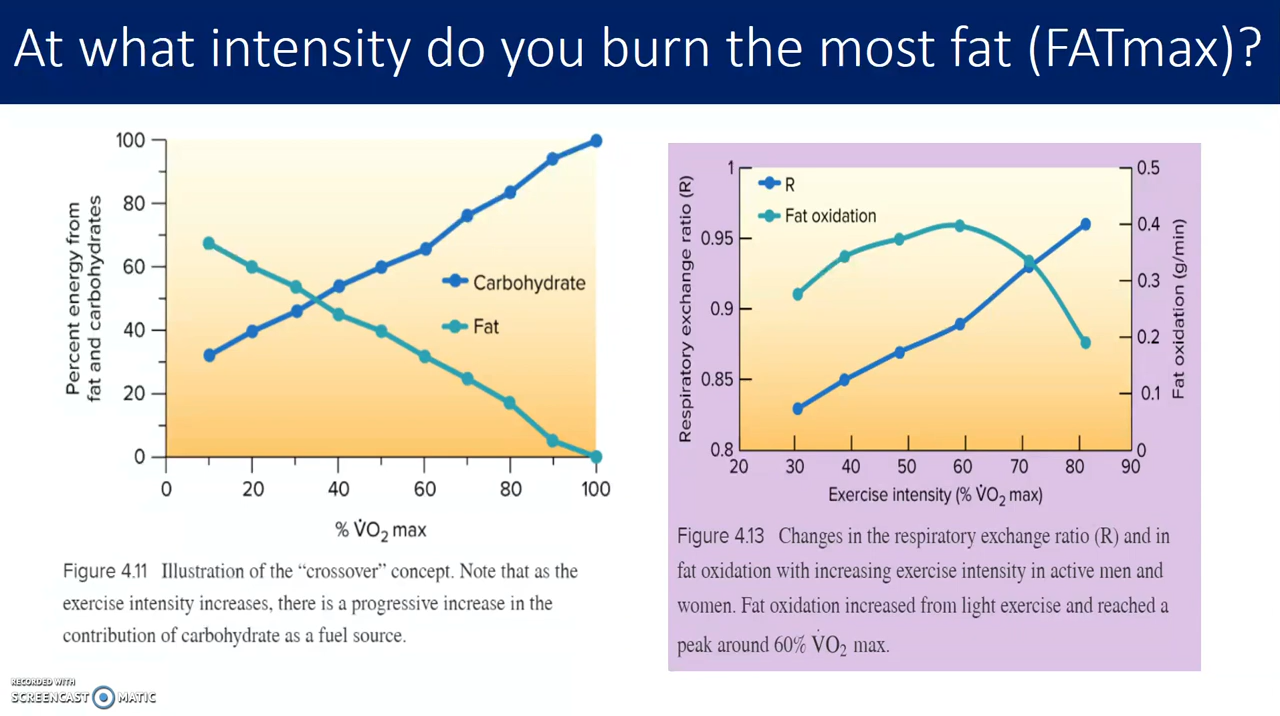 At what intensity do you burn the most fat (FATmax)?
Percent energy from
fat and carbohydrates
100
80
60
40
20
0
Carbohydrate
Fat
0 20 40 60 80 100
% V̇O₂ max
Figure 4.11 Illustration of the “crossover” concept. Note that as the
exercise intensity increases, there is a progressive increase in the
contribution of carbohydrate as a fuel source.
Respiratory exchange ratio (R)
1
0.95
0.9
0.85
0.8
R
Fat oxidation
0.5
0.4
0.3
0.2
0.1
0
Fat oxidation (g/min)
20 30 40 50 60 70 80 90
Exercise intensity (% V̇O₂ max)
Figure 4.13 Changes in the respiratory exchange ratio (R) and in
fat oxidation with increasing exercise intensity in active men and
women. Fat oxidation increased from light exercise and reached a
peak around 60% V̇O₂ max.
RECORDED WITH
SCREENCAST MATIC